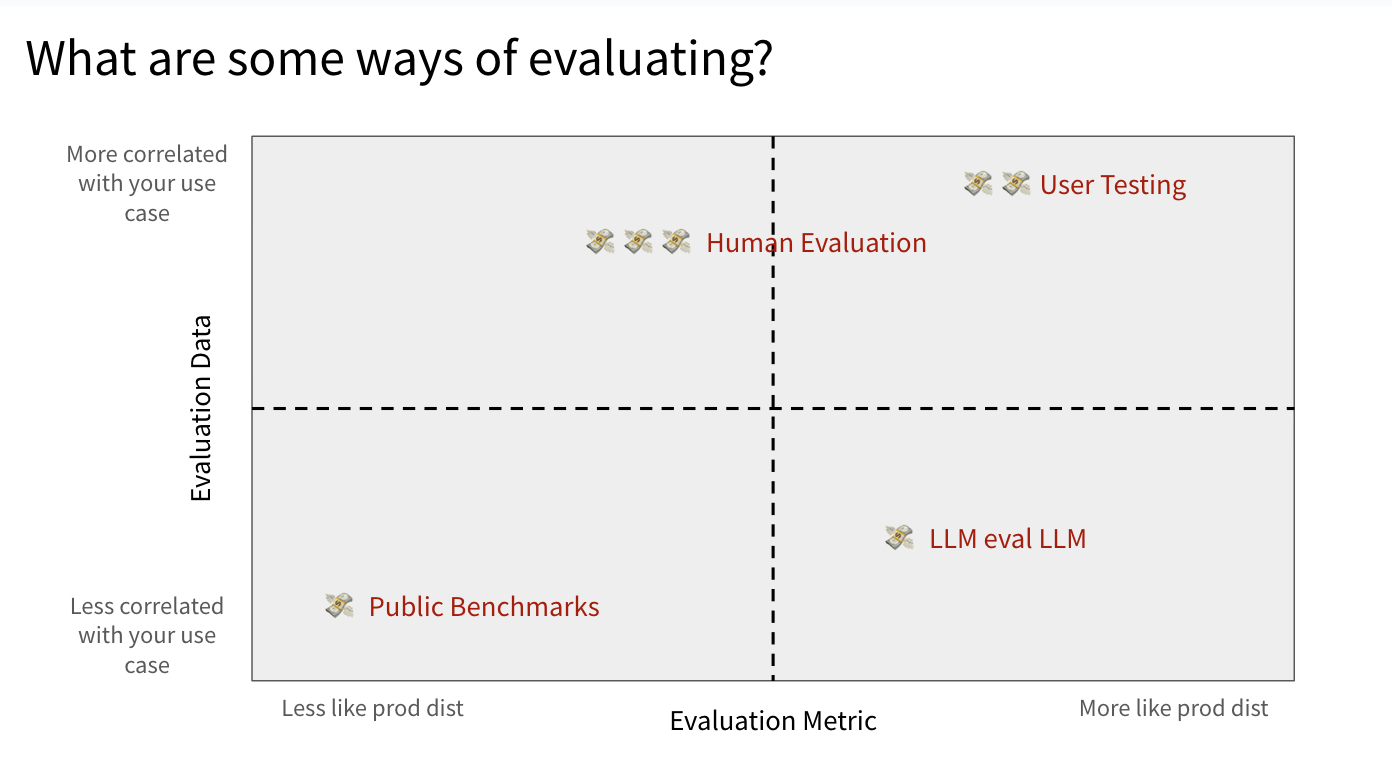 What are some ways of evaluating?
More correlated
with your use
case
💸 💸 User Testing
💸 💸 💸 Human Evaluation
Evaluation Data
💸 LLM eval LLM
💸 Public Benchmarks
Less correlated
with your use
case
Less like prod dist
Evaluation Metric
More like prod dist